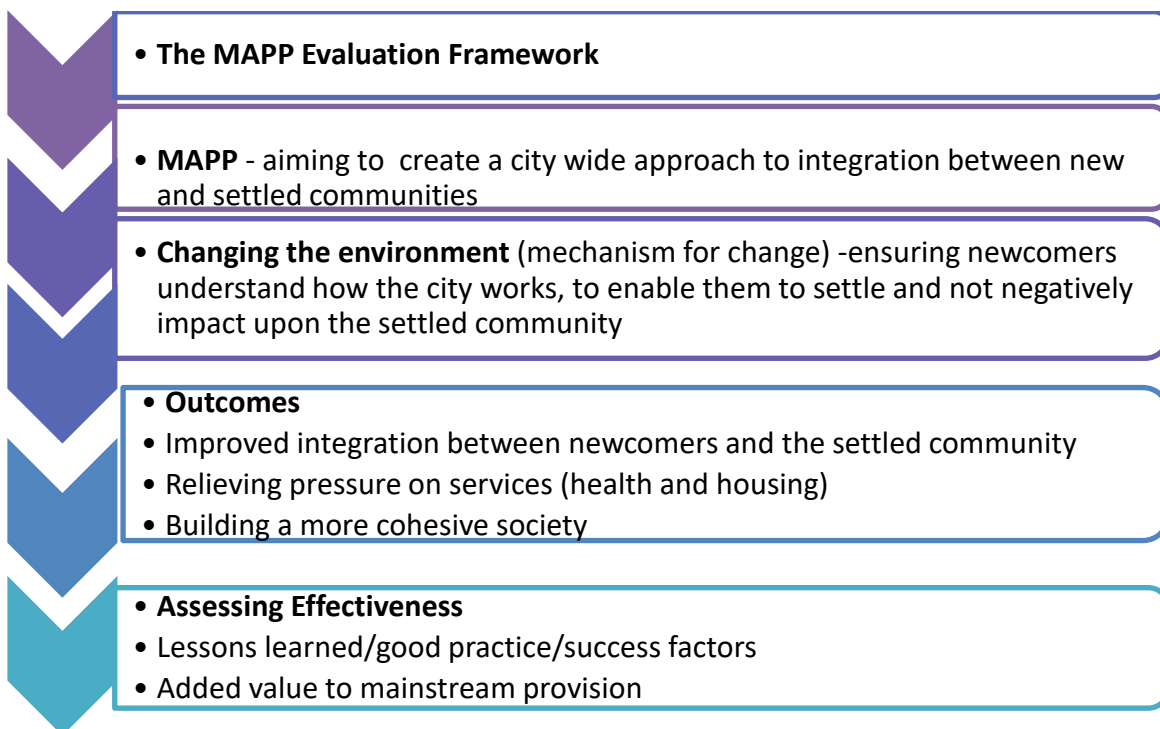 • The MAPP Evaluation Framework
• MAPP - aiming to  create a city wide approach to integration between new
and settled communities
• Changing the environment (mechanism for change) -ensuring newcomers
understand how the city works, to enable them to settle and not negatively
impact upon the settled community
• Outcomes
• Improved integration between newcomers and the settled community
• Relieving pressure on services (health and housing)
• Building a more cohesive society
• Assessing Effectiveness
• Lessons learned/good practice/success factors
• Added value to mainstream provision